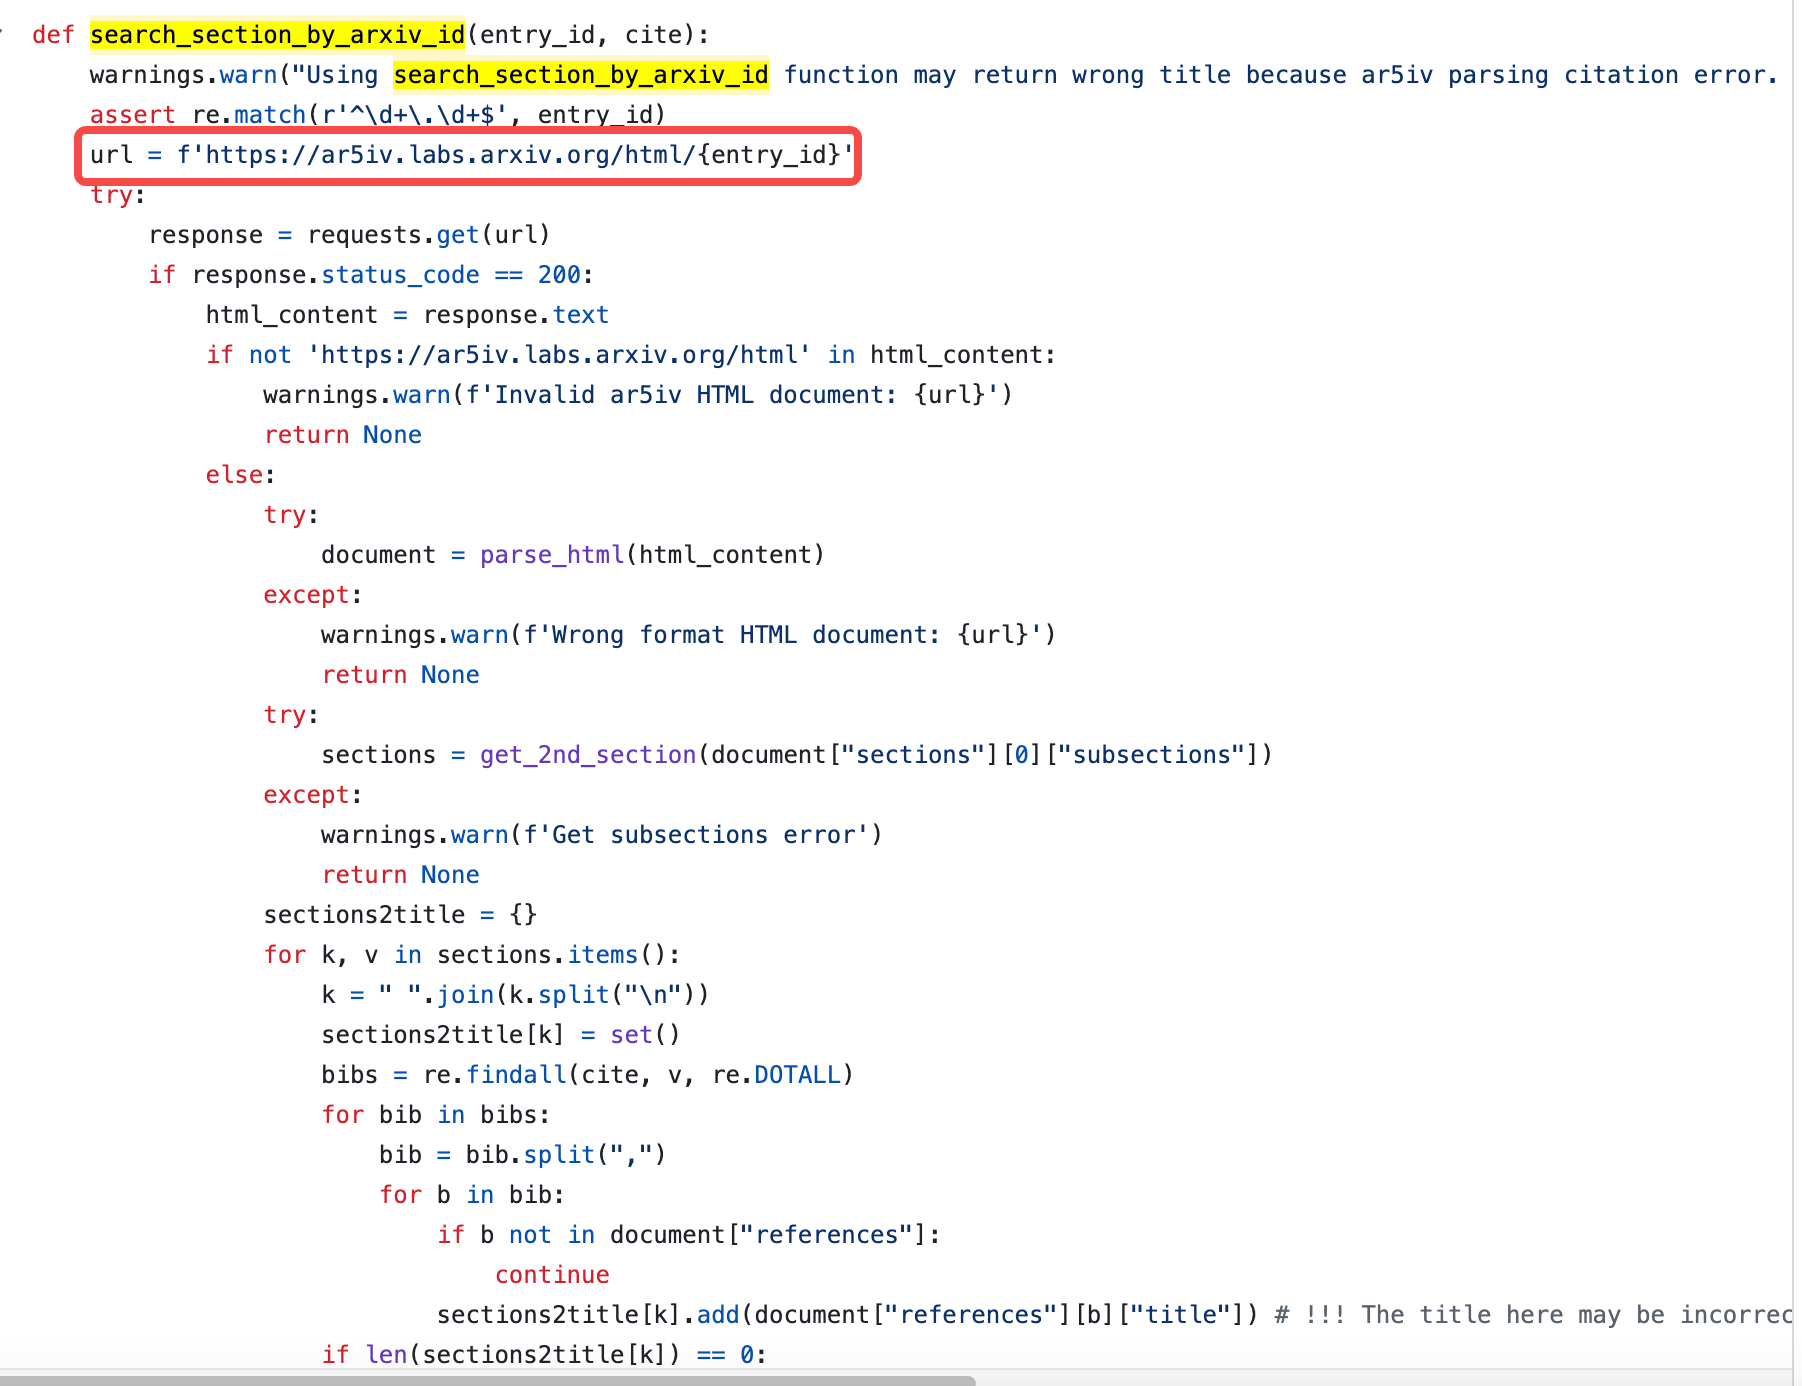 def search_section_by_arxiv_id(entry_id, cite):
    warnings.warn("Using search_section_by_arxiv_id function may return wrong title because ar5iv parsing citation error.
    assert re.match(r'^\d+\.\d+$', entry_id)
    url = f'https://ar5iv.labs.arxiv.org/html/{entry_id}'
    try:
        response = requests.get(url)
        if response.status_code == 200:
            html_content = response.text
            if not 'https://ar5iv.labs.arxiv.org/html' in html_content:
                warnings.warn(f'Invalid ar5iv HTML document: {url}')
                return None
            else:
                try:
                    document = parse_html(html_content)
                except:
                    warnings.warn(f'Wrong format HTML document: {url}')
                    return None
                try:
                    sections = get_2nd_section(document["sections"][0]["subsections"])
                except:
                    warnings.warn(f'Get subsections error')
                    return None
                sections2title = {}
                for k, v in sections.items():
                    k = " ".join(k.split("\n"))
                    sections2title[k] = set()
                    bibs = re.findall(cite, v, re.DOTALL)
                    for bib in bibs:
                        bib = bib.split(",")
                        for b in bib:
                            if b not in document["references"]:
                                continue
                            sections2title[k].add(document["references"][b]["title"]) # !!! The title here may be incorrec
                    if len(sections2title[k]) == 0: